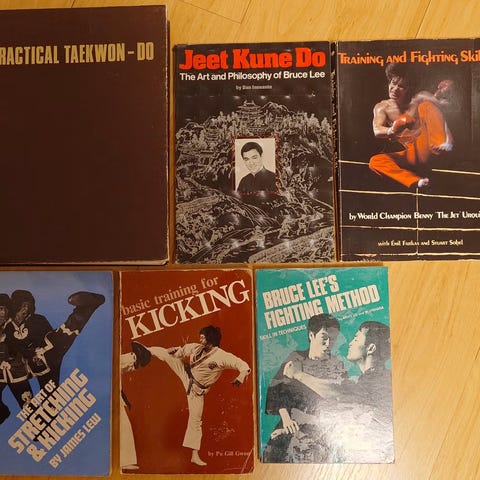 RACTICAL TAEKWON-DO
Jeet Kune Do
The Art and Philosophy of Bruce Lee
by Dan Inosanto
Training and Fighting Skil
by World Champion Benny "The Jet" Urqui
with Emil Farkas and Stuart Sobel
THE ART OF
STRETCHING
& KICKING
BY JAMES LEW
basic training for
KICKING
by Pu Gill Gwon
BRUCE LEE'S
FIGHTING METHOD
SKILL IN TECHNIQUES